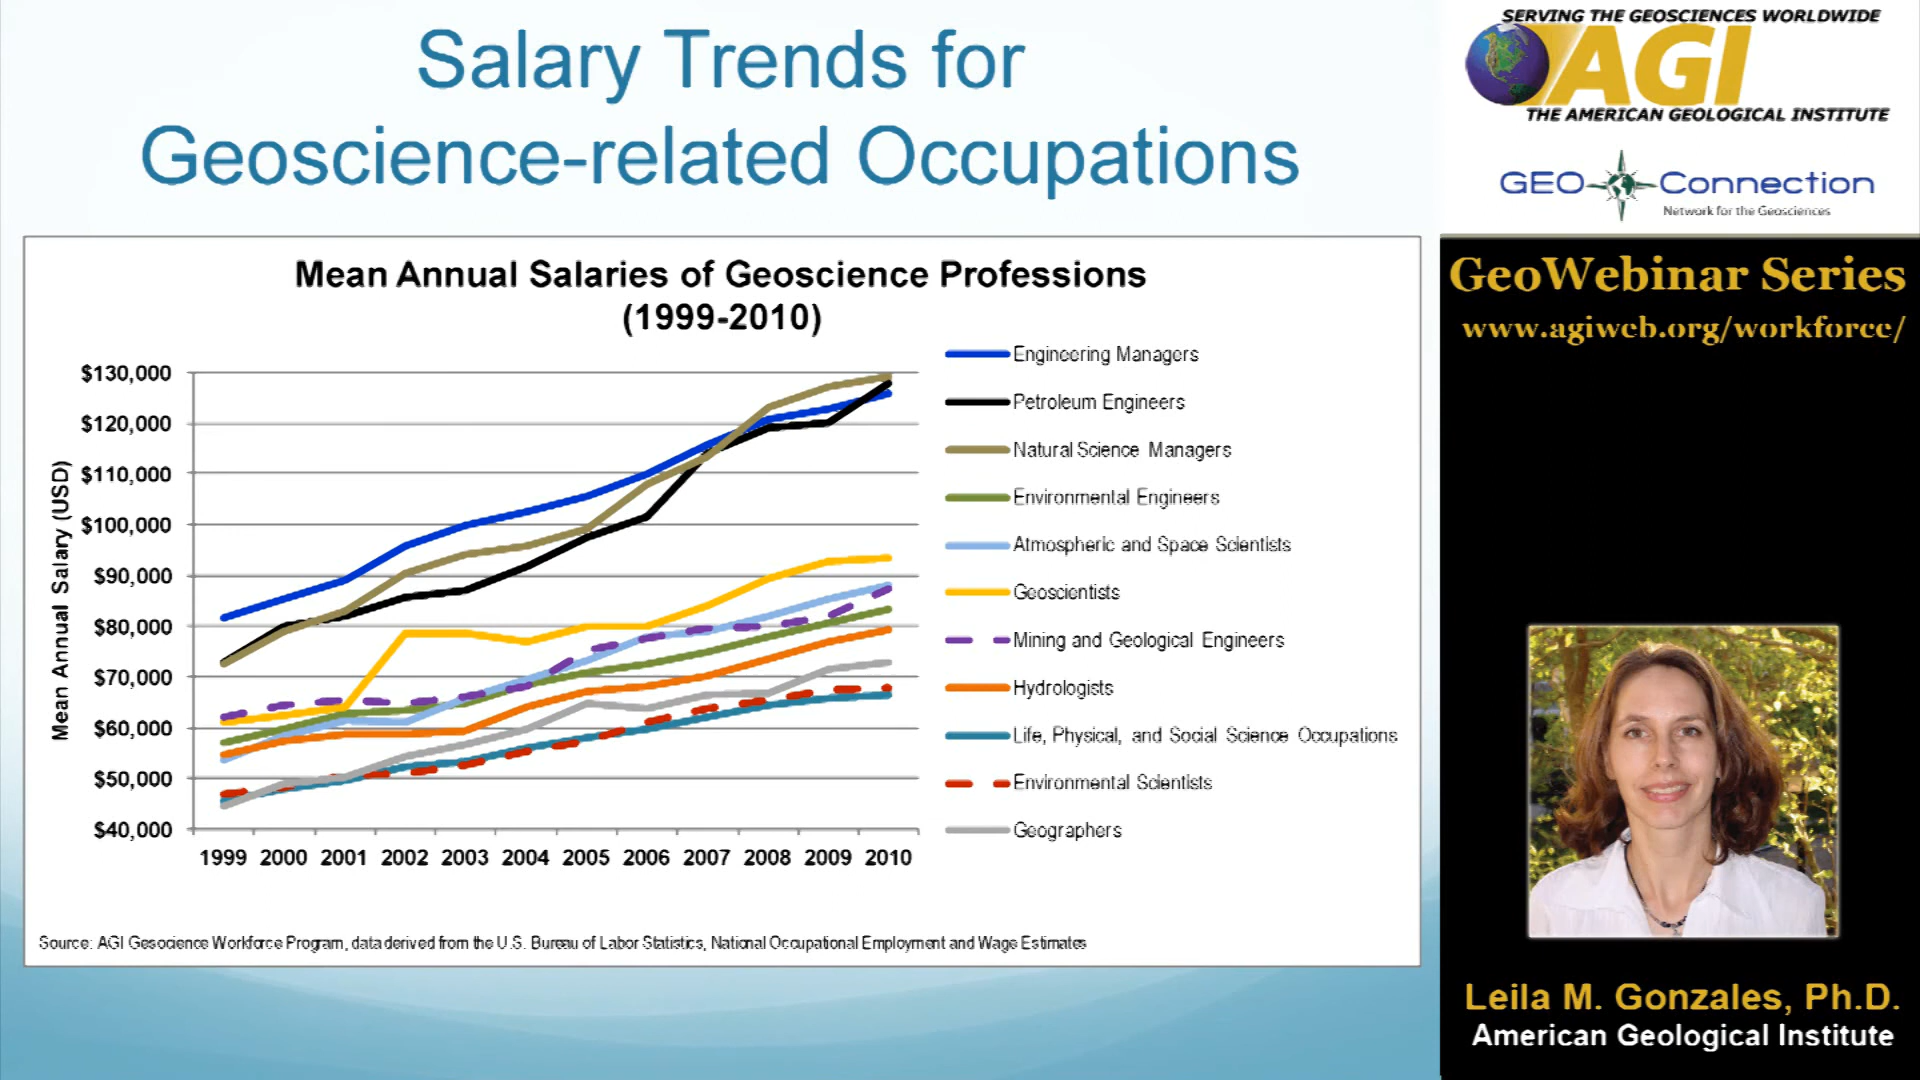 Salary Trends for
Geoscience-related Occupations
Mean Annual Salaries of Geoscience Professions
(1999-2010)
Mean Annual Salary (USD)
$130,000
$120,000
$110,000
$100,000
$90,000
$80,000
$70,000
$60,000
$50,000
$40,000
1999 2000 2001 2002 2003 2004 2005 2006 2007 2008 2009 2010
Engineering Managers
Petroleum Engineers
Natural Science Managers
Environmental Engineers
Atmospheric and Space Scientists
Geoscientists
Mining and Geological Engineers
Hydrologists
Life, Physical, and Social Science Occupations
Environmental Scientists
Geographers
Source: AGI Gesocience Workforce Program, data derived from the U.S. Bureau of Labor Statistics, National Occupational Employment and Wage Estimates
SERVING THE GEOSCIENCES WORLDWIDE
AGI
THE AMERICAN GEOLOGICAL INSTITUTE
GEO Connection
Network for the Geosciences
GeoWebinar Series
www.agiweb.org/workforce/
Leila M. Gonzales, Ph.D.
American Geological Institute